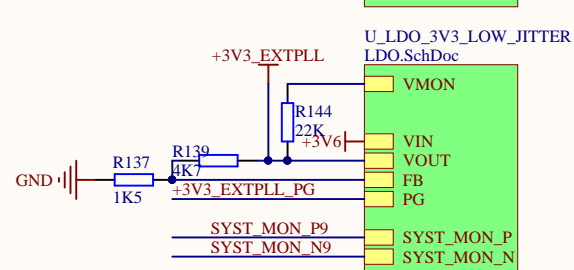 U_LDO_3V3_LOW_JITTER
LDO.SchDoc
+3V3_EXTPLL
VMON
R144
22K
+3V6
VIN
R139
4K7
VOUT
R137
1K5
GND
FB
+3V3_EXTPLL_PG
PG
SYST_MON_P9
SYST_MON_P
SYST_MON_N9
SYST_MON_N